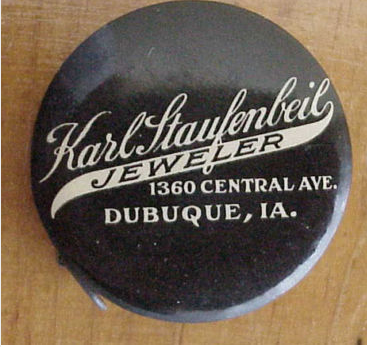 Karl Staufenbeil
JEWELER
1360 CENTRAL AVE.
DUBUQUE, IA.